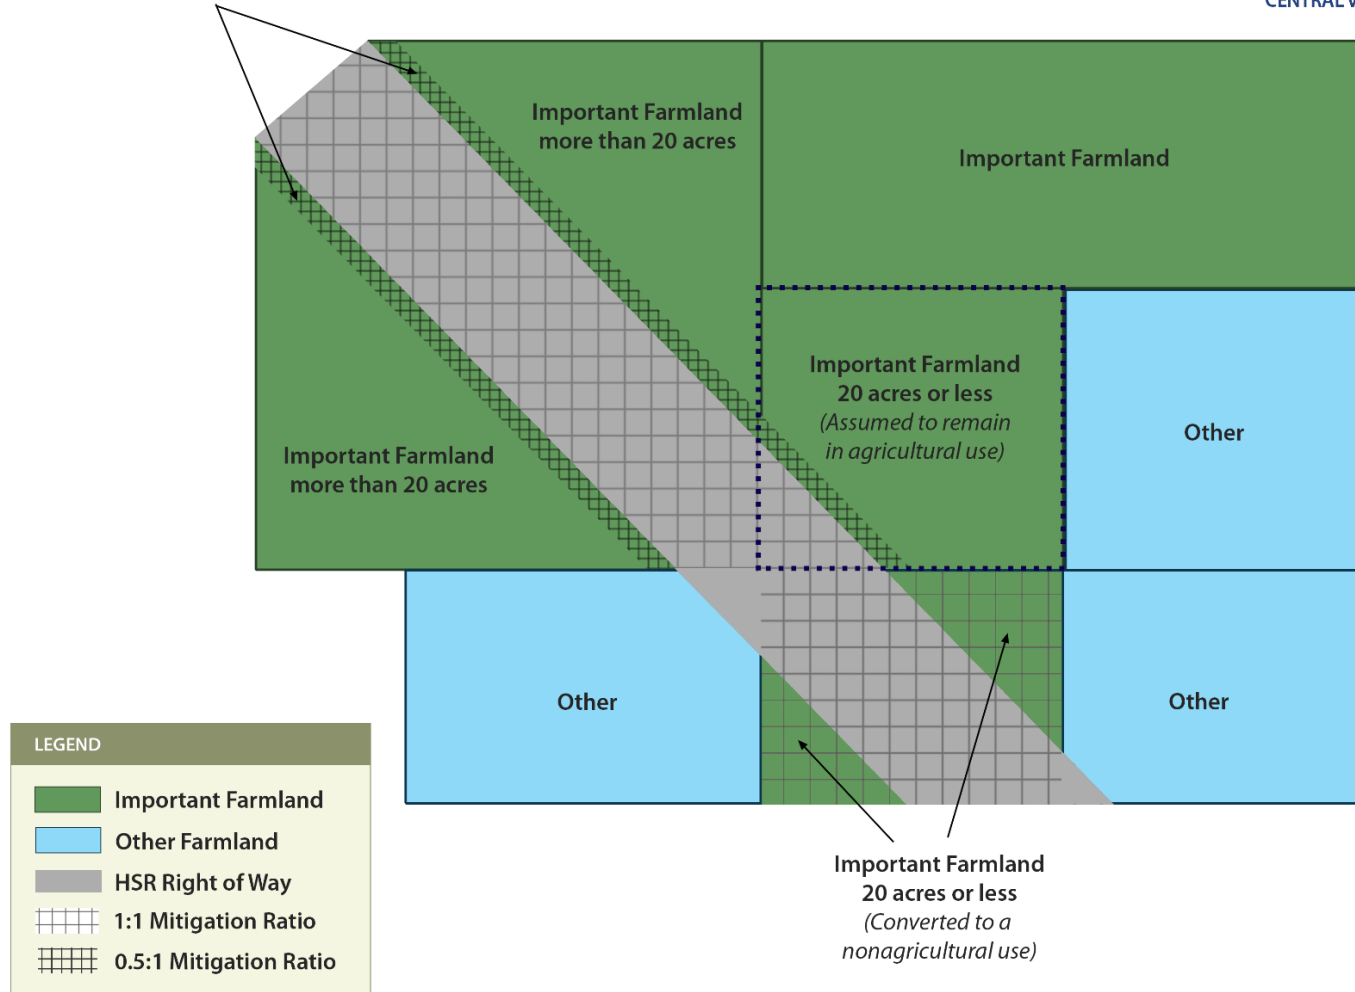 CENTRAL
Important Farmland
more than 20 acres
Important Farmland
Important Farmland
20 acres or less
(Assumed to remain
in agricultural use)
Other
Important Farmland
more than 20 acres
Other
Other
LEGEND
Important Farmland
Other Farmland
HSR Right of Way
1:1 Mitigation Ratio
0.5:1 Mitigation Ratio
Important Farmland
20 acres or less
(Converted to a
nonagricultural use)